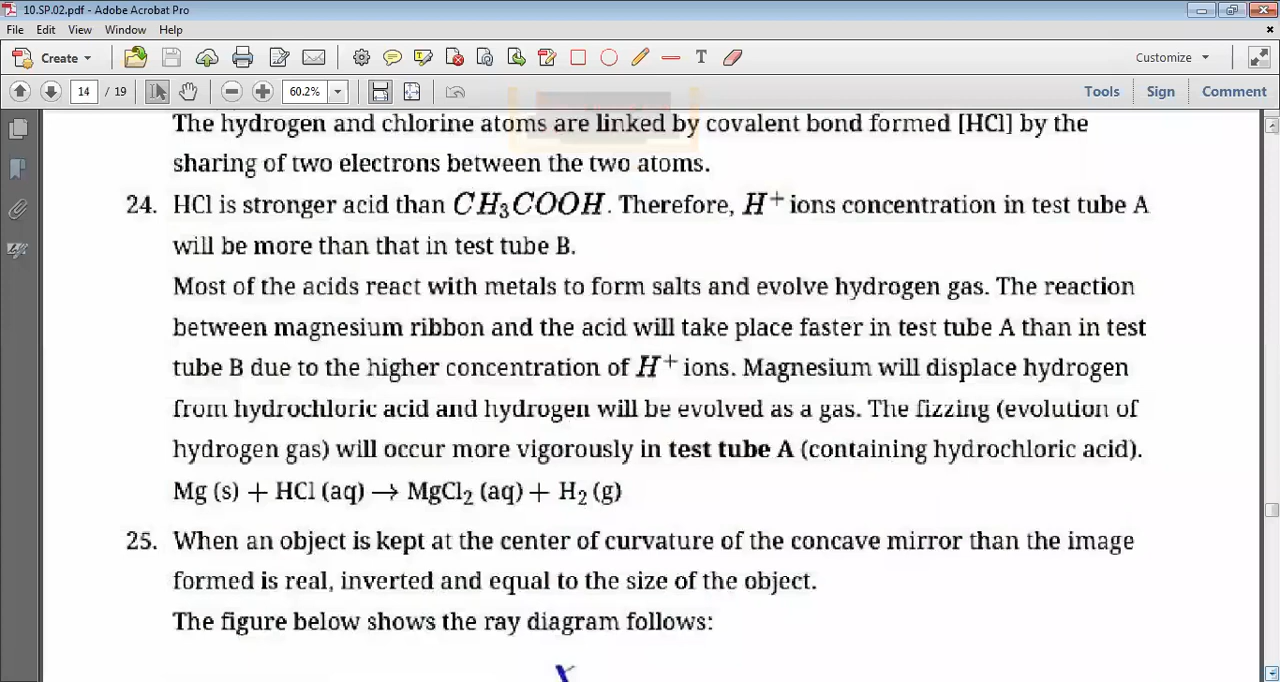 10.SP.02.pdf - Adobe Acrobat Pro
File Edit View Window Help
Create Customize
14 / 19 60.2% Tools Sign Comment
The hydrogen and chlorine atoms are linked by covalent bond formed [HCl] by the
sharing of two electrons between the two atoms.
24. HCl is stronger acid than CH₃COOH. Therefore, H⁺ ions concentration in test tube A
will be more than that in test tube B.
Most of the acids react with metals to form salts and evolve hydrogen gas. The reaction
between magnesium ribbon and the acid will take place faster in test tube A than in test
tube B due to the higher concentration of H⁺ ions. Magnesium will displace hydrogen
from hydrochloric acid and hydrogen will be evolved as a gas. The fizzing (evolution of
hydrogen gas) will occur more vigorously in test tube A (containing hydrochloric acid).
Mg (s) + HCl (aq) → MgCl₂ (aq) + H₂ (g)
25. When an object is kept at the center of curvature of the concave mirror than the image
formed is real, inverted and equal to the size of the object.
The figure below shows the ray diagram follows: